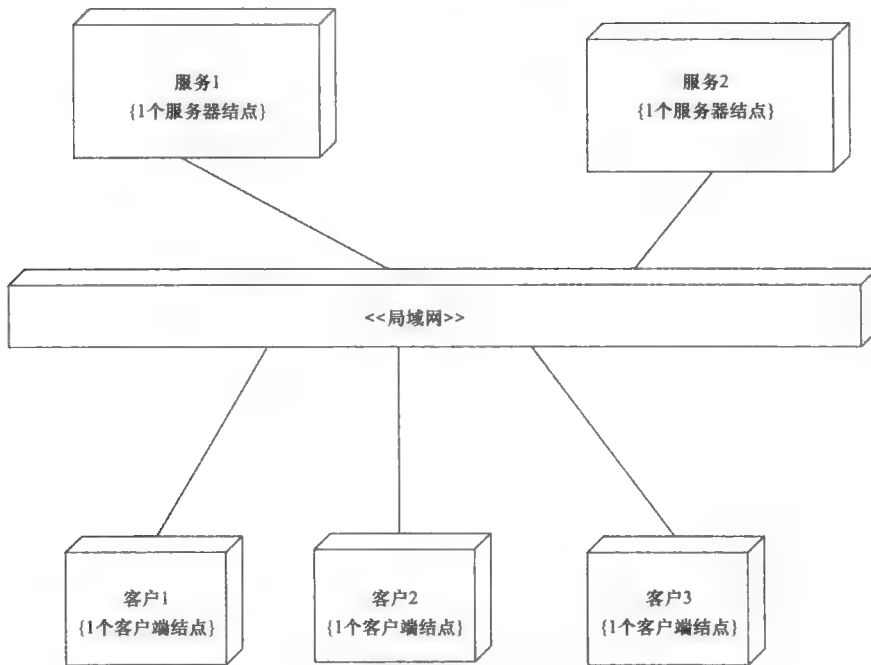 服务1
{1个服务器结点}
服务2
{1个服务器结点}
<<局域网>>
客户1
{1个客户端结点}
客户2
{1个客户端结点}
客户3
{1个客户端结点}